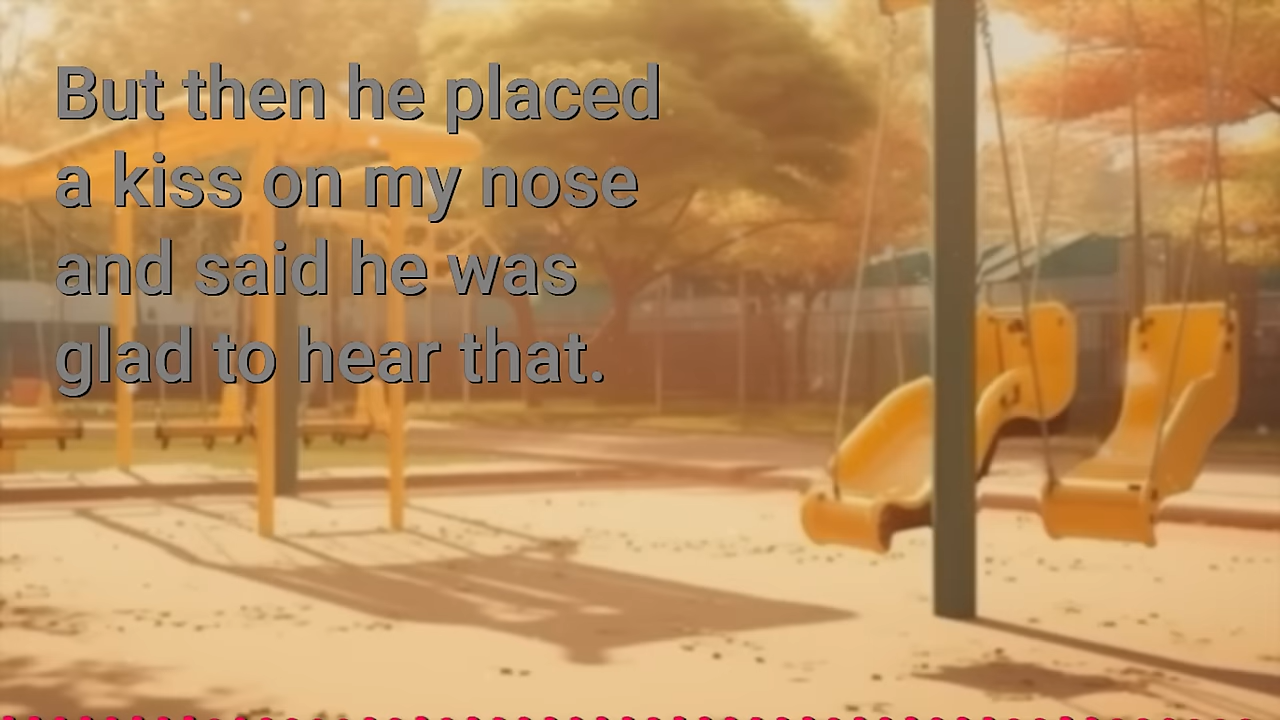 But then he placed
a kiss on my nose
and said he was
glad to hear that.